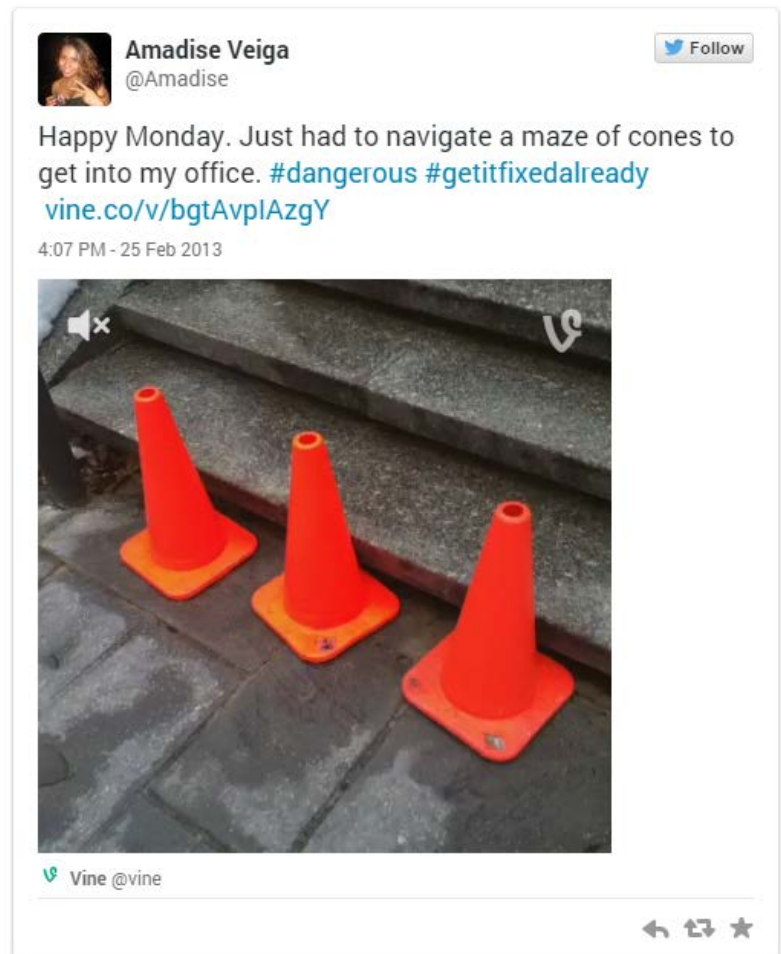 Amadise Veiga
@Amadise
Follow
Happy Monday. Just had to navigate a maze of cones to
get into my office. #dangerous #getitfixedalready
vine.co/v/bgtAvpIAzgY
4:07 PM - 25 Feb 2013
Vine @vine